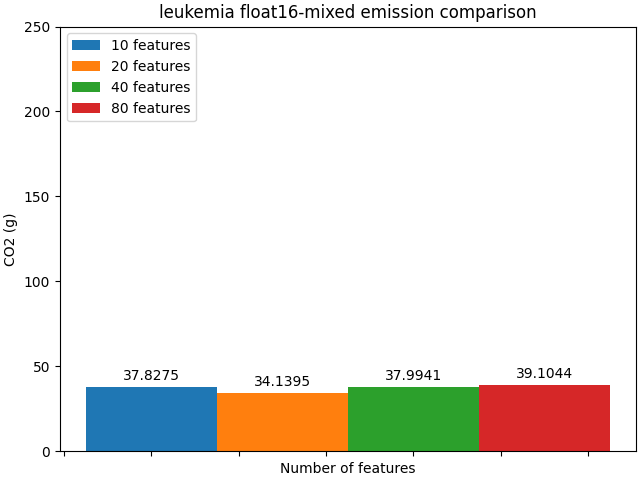 leukemia float16-mixed emission comparison
250
10 features
20 features
40 features
80 features
200
150
CO2 (g)
100
50
37.8275
34.1395
37.9941
39.1044
0
Number of features